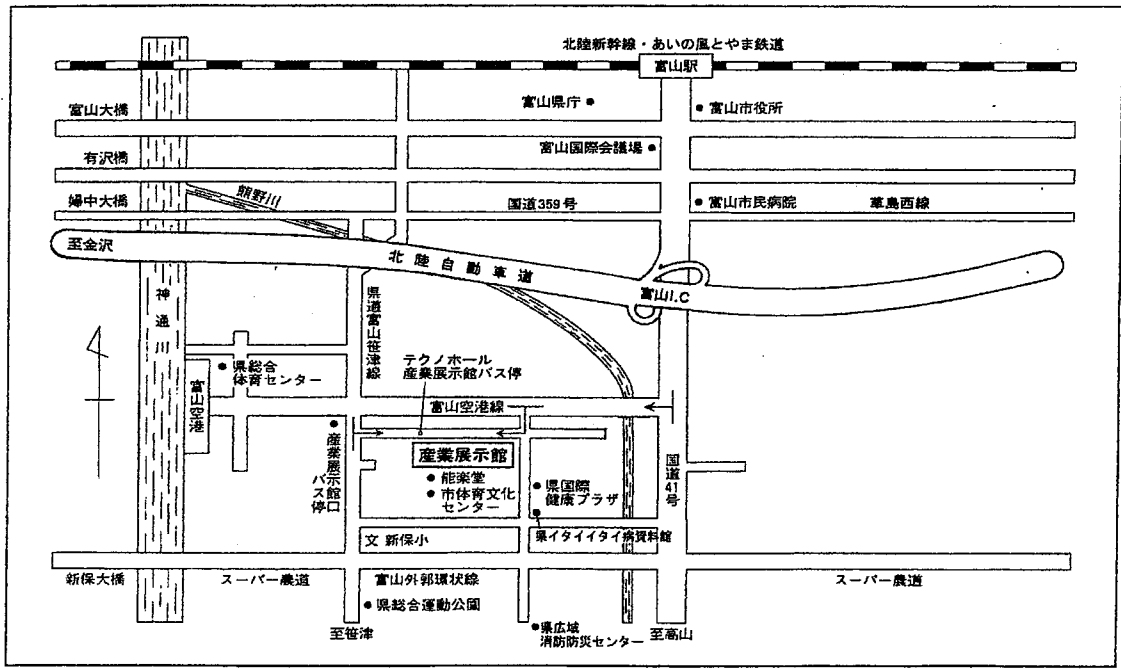 北陸新幹線・あいの風とやま鉄道
富山駅
富山県庁
富山市役所
富山大橋
富山国際会議場
有沢橋
熊野川
婦中大橋
国道359号
富山市民病院
草島西線
至金沢
北陸自動車道
富山I.C
神通川
県道富山笹津線
テクノホール
産業展示館バス停
県総合
体育センター
富山空港
富山空港線
産業展示館口
バス停
産業展示館
能楽堂
市体育文化
センター
県国際
健康プラザ
国道41号
県イタイイタイ病資料館
文 新保小
新保大橋
スーパー農道
富山外郭環状線
スーパー農道
県総合運動公園
至笹津
県広域
消防防災センター
至高山